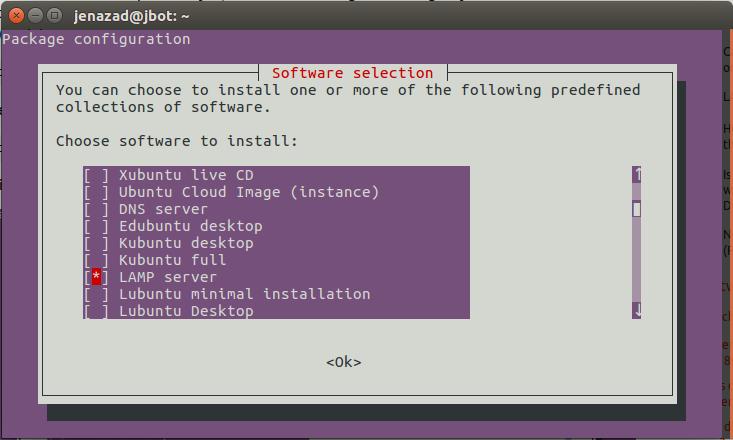 jenazad@jbot: ~
Package configuration
Software selection
You can choose to install one or more of the following predefined
collections of software.
Choose software to install:
[ ] Xubuntu live CD
[ ] Ubuntu Cloud Image (instance)
[ ] DNS server
[ ] Edubuntu desktop
[ ] Kubuntu desktop
[ ] Kubuntu full
[*] LAMP server
[ ] Lubuntu minimal installation
[ ] Lubuntu Desktop
<Ok>